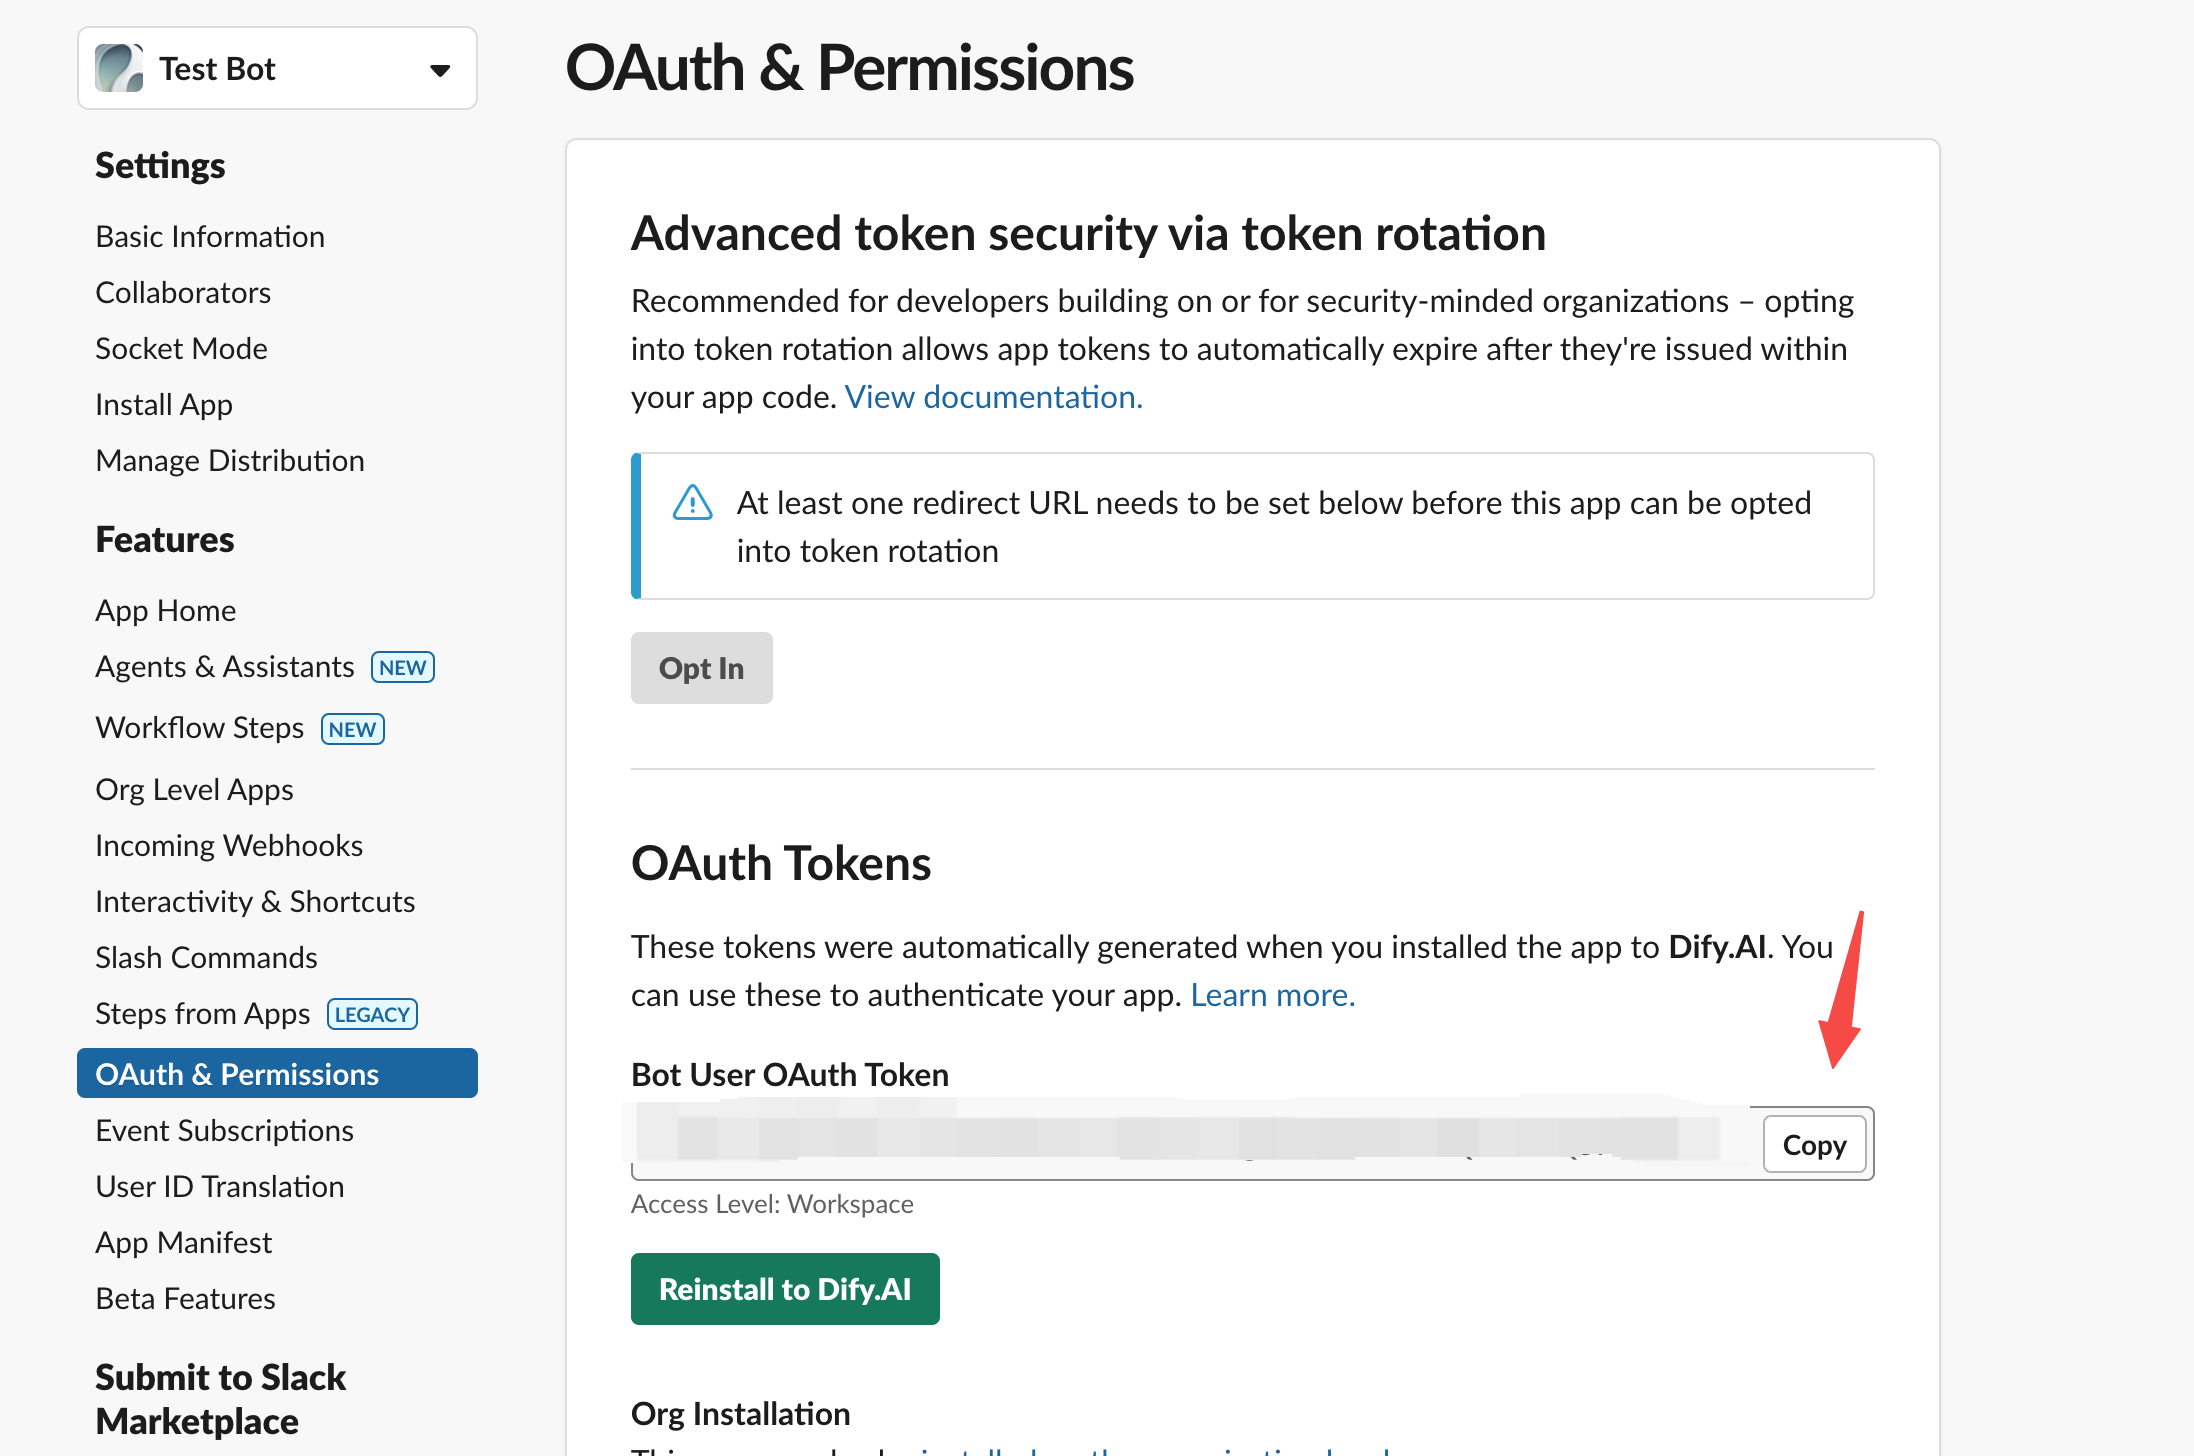 Test Bot
Settings
Basic Information
Collaborators
Socket Mode
Install App
Manage Distribution
Features
App Home
Agents & Assistants NEW
Workflow Steps NEW
Org Level Apps
Incoming Webhooks
Interactivity & Shortcuts
Slash Commands
Steps from Apps LEGACY
OAuth & Permissions
Event Subscriptions
User ID Translation
App Manifest
Beta Features
Submit to Slack
Marketplace
OAuth & Permissions
Advanced token security via token rotation
Recommended for developers building on or for security-minded organizations – opting
into token rotation allows app tokens to automatically expire after they're issued within
your app code. View documentation.
At least one redirect URL needs to be set below before this app can be opted
into token rotation
Opt In
OAuth Tokens
These tokens were automatically generated when you installed the app to Dify.AI. You
can use these to authenticate your app. Learn more.
Bot User OAuth Token
Copy
Access Level: Workspace
Reinstall to Dify.AI
Org Installation